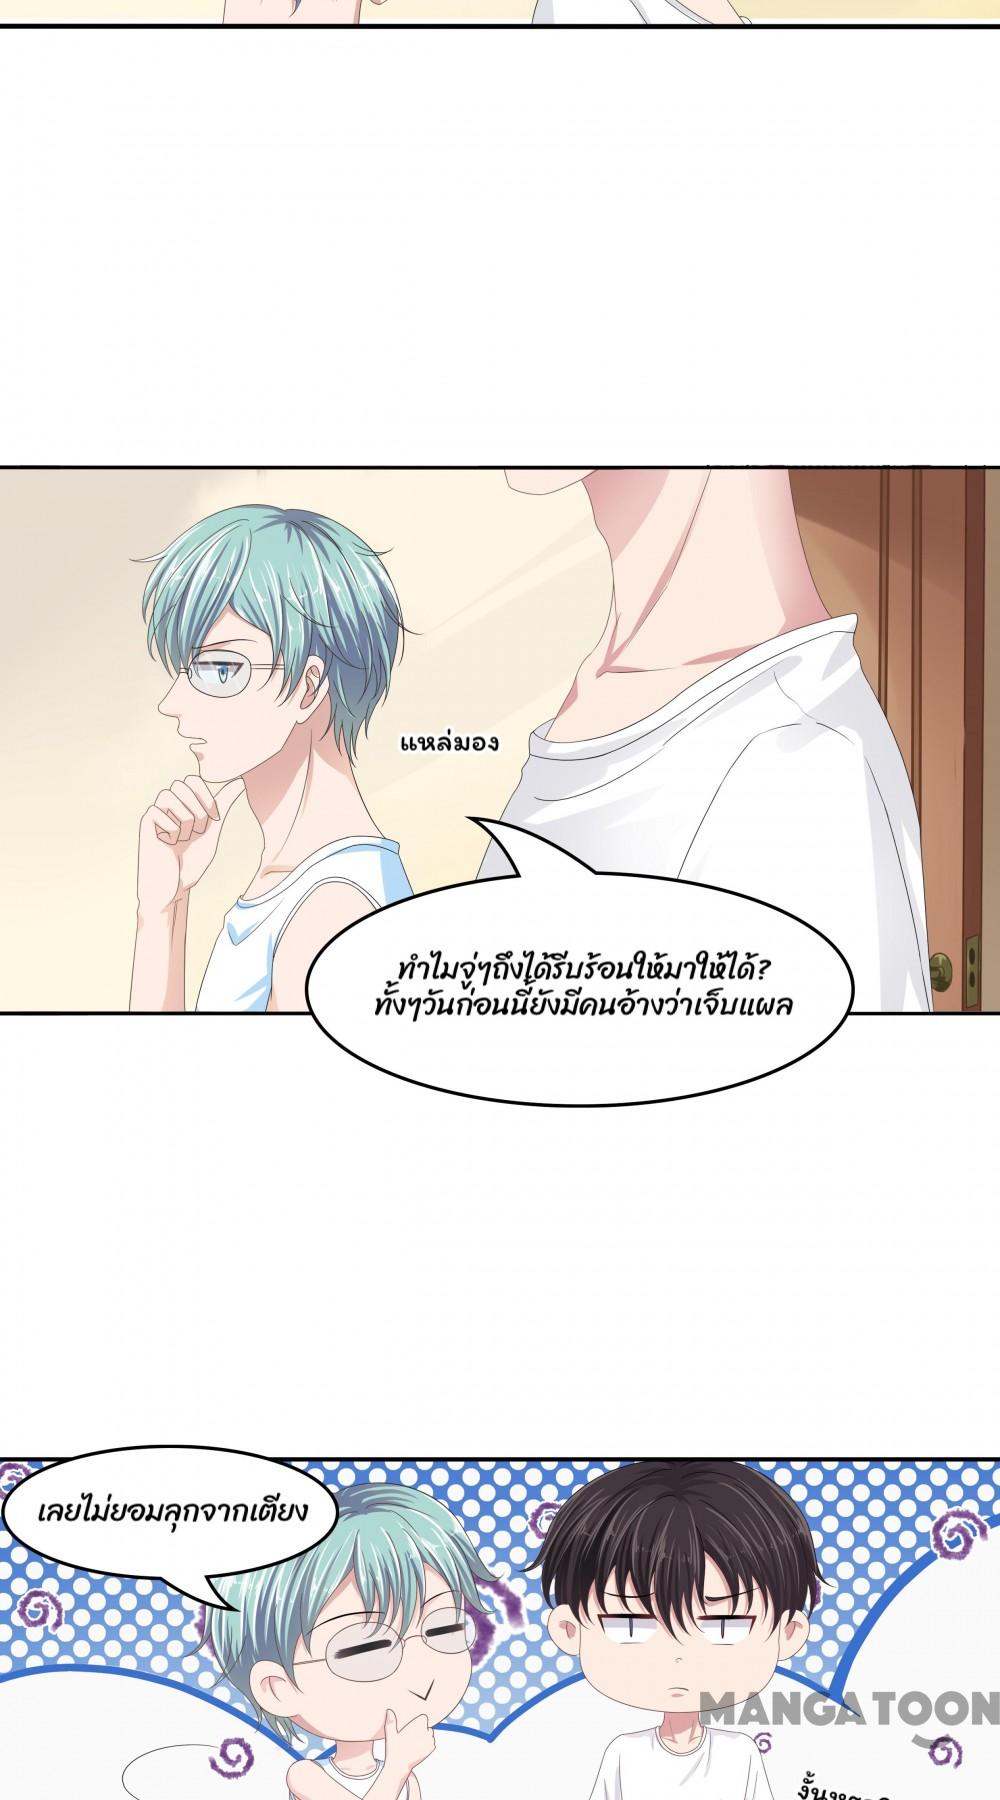 แหล่มอง
ทำไมจู่ๆถึงได้รีบร้อนให้มาให้ได้?
ทั้งๆวันก่อนนี้ยังมีคนอ้างว่าเจ็บแผล
เลยไม่ยอมลุกจากเตียง
MANGATOON